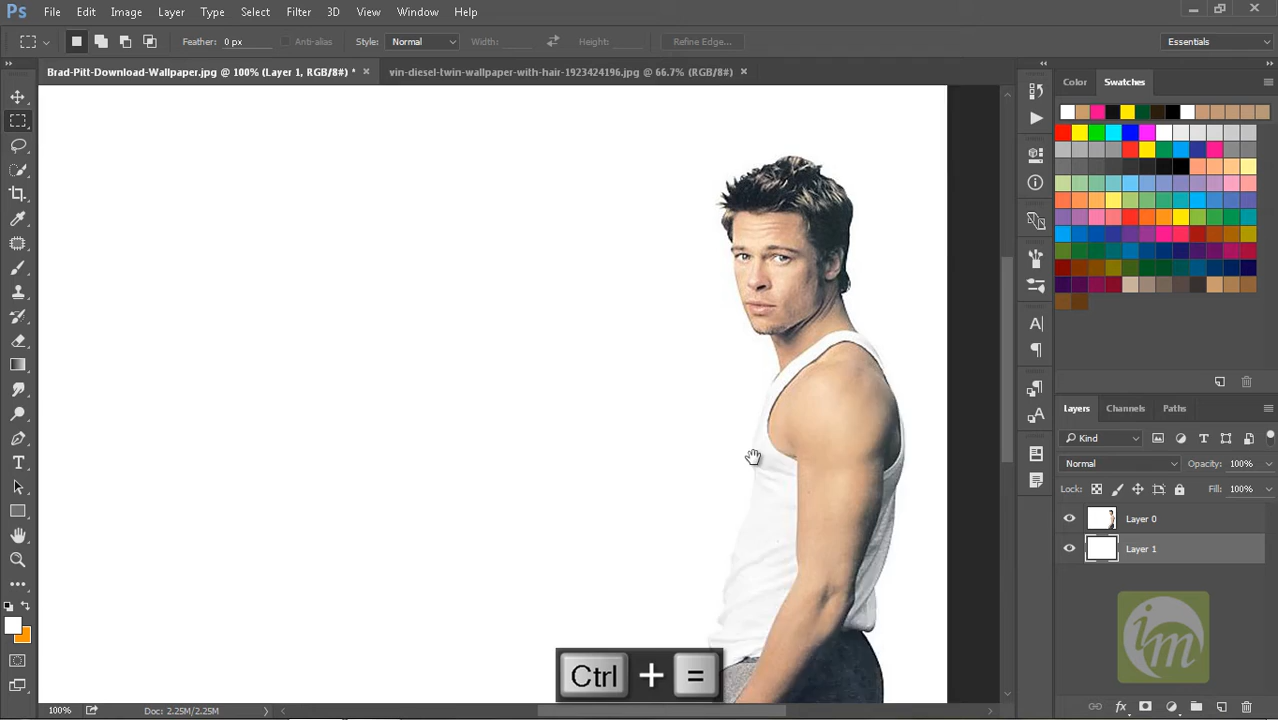 Ps File Edit Image Layer Type Select Filter 3D View Window Help
Feather: 0 px Anti-alias Style: Normal Width: Height: Refine Edge... Essentials
Brad-Pitt-Download-Wallpaper.jpg @ 100% (Layer 1, RGB/8#) * × vin-diesel-twin-wallpaper-with-hair-1923424196.jpg @ 66.7% (RGB/8#) ×
Color Swatches
Layers Channels Paths
Kind
Normal Opacity: 100%
Lock: Fill: 100%
Layer 0
Layer 1
im
Ctrl + =
100% Doc: 2.25M/2.25M